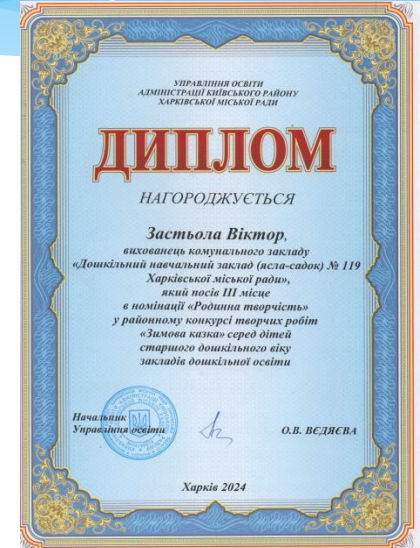 УПРАВЛІННЯ ОСВІТИ
АДМІНІСТРАЦІЇ КИЇВСЬКОГО РАЙОНУ
ХАРКІВСЬКОЇ МІСЬКОЇ РАДИ
ДИПЛОМ
НАГОРОДЖУЄТЬСЯ
Застьола Віктор,
вихованець комунального закладу
«Дошкільний навчальний заклад (ясла-садок) № 119
Харківської міської ради»,
який посів ІІІ місце
в номінації «Родинна творчість»
у районному конкурсі творчих робіт
«Зимова казка» серед дітей
старшого дошкільного віку
закладів дошкільної освіти
Начальник
Управління освіти О.В. ВЄДЯЄВА
Харків 2024